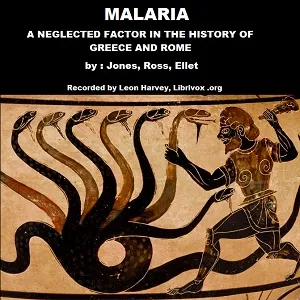 MALARIA
A NEGLECTED FACTOR IN THE HISTORY OF
GREECE AND ROME
by : Jones, Ross, Ellet
Recorded by Leon Harvey, Librivox .org